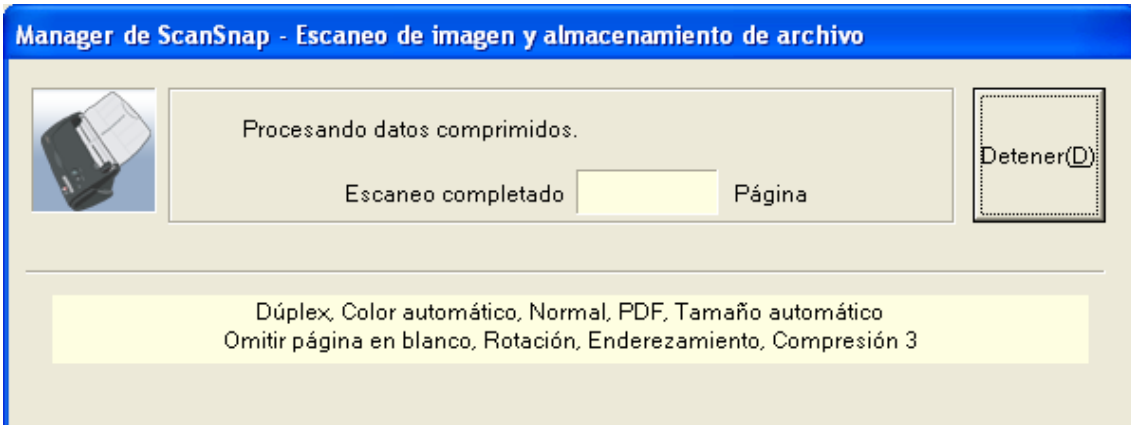 Manager de ScanSnap - Escaneo de imagen y almacenamiento de archivo
Procesando datos comprimidos.
Detener(D)
Escaneo completado Página
Dúplex, Color automático, Normal, PDF, Tamaño automático
Omitir página en blanco, Rotación, Enderezamiento, Compresión 3